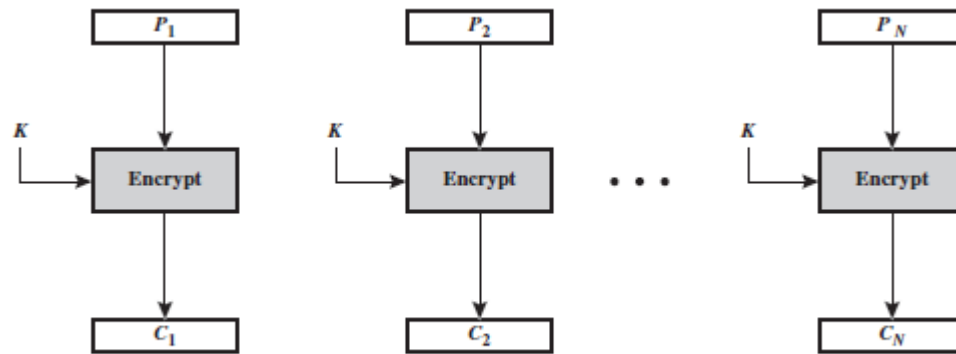 P1 P2 PN
K K K
Encrypt Encrypt . . . Encrypt
C1 C2 CN